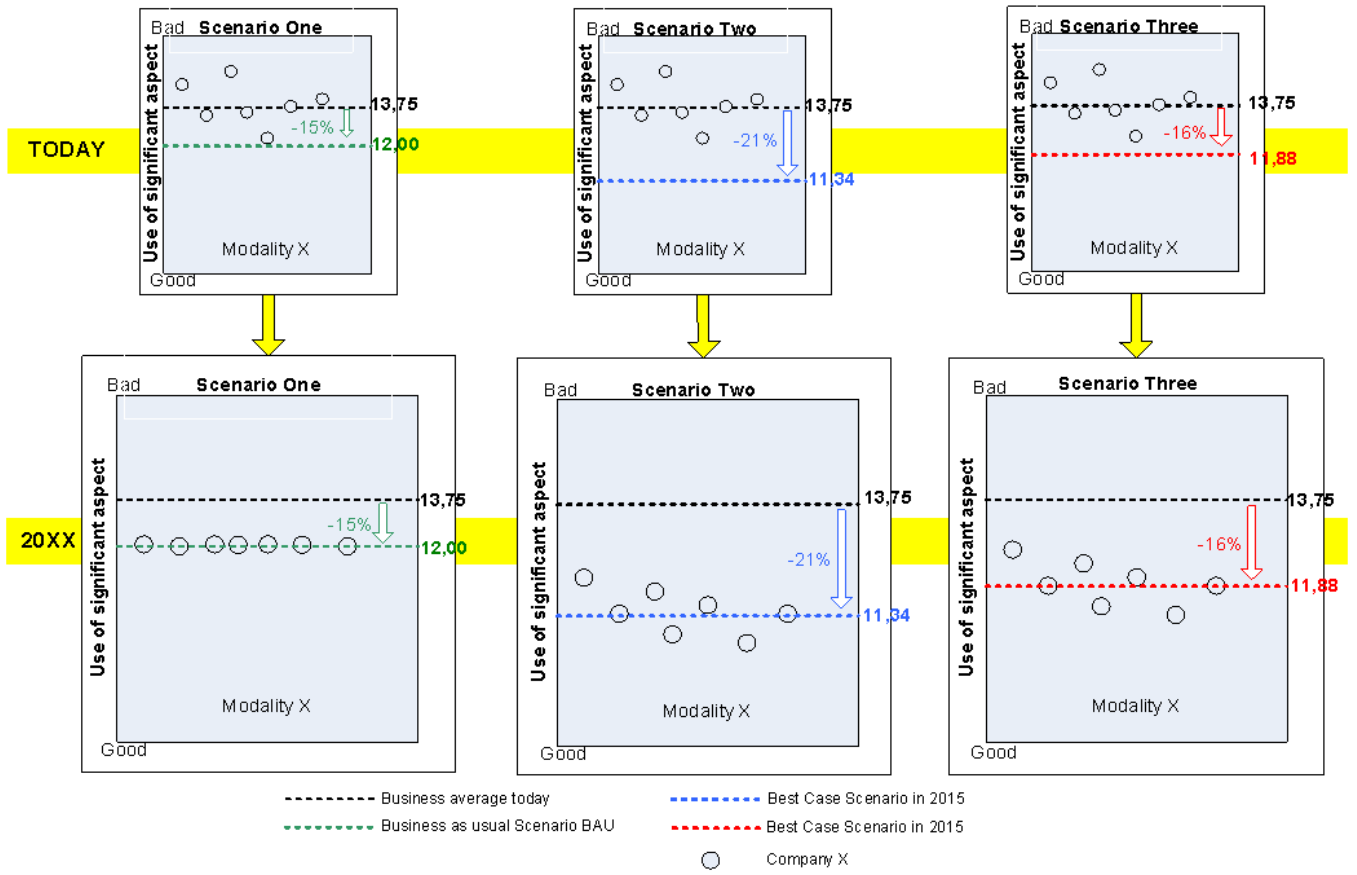 Bad Scenario One
Use of significant aspect
13,75
-15%
12,00
Modality X
Good
Bad Scenario Two
Use of significant aspect
13,75
-21%
11,34
Modality X
Good
Bad Scenario Three
Use of significant aspect
13,75
-16%
11,88
Modality X
Good
TODAY
Bad Scenario One
Use of significant aspect
13,75
-15%
12,00
Modality X
Good
Bad Scenario Two
Use of significant aspect
13,75
-21%
11,34
Modality X
Good
Bad Scenario Three
Use of significant aspect
13,75
-16%
11,88
Modality X
Good
20XX
Business average today
Business as usual Scenario BAU
Best Case Scenario in 2015
Best Case Scenario in 2015
Company X